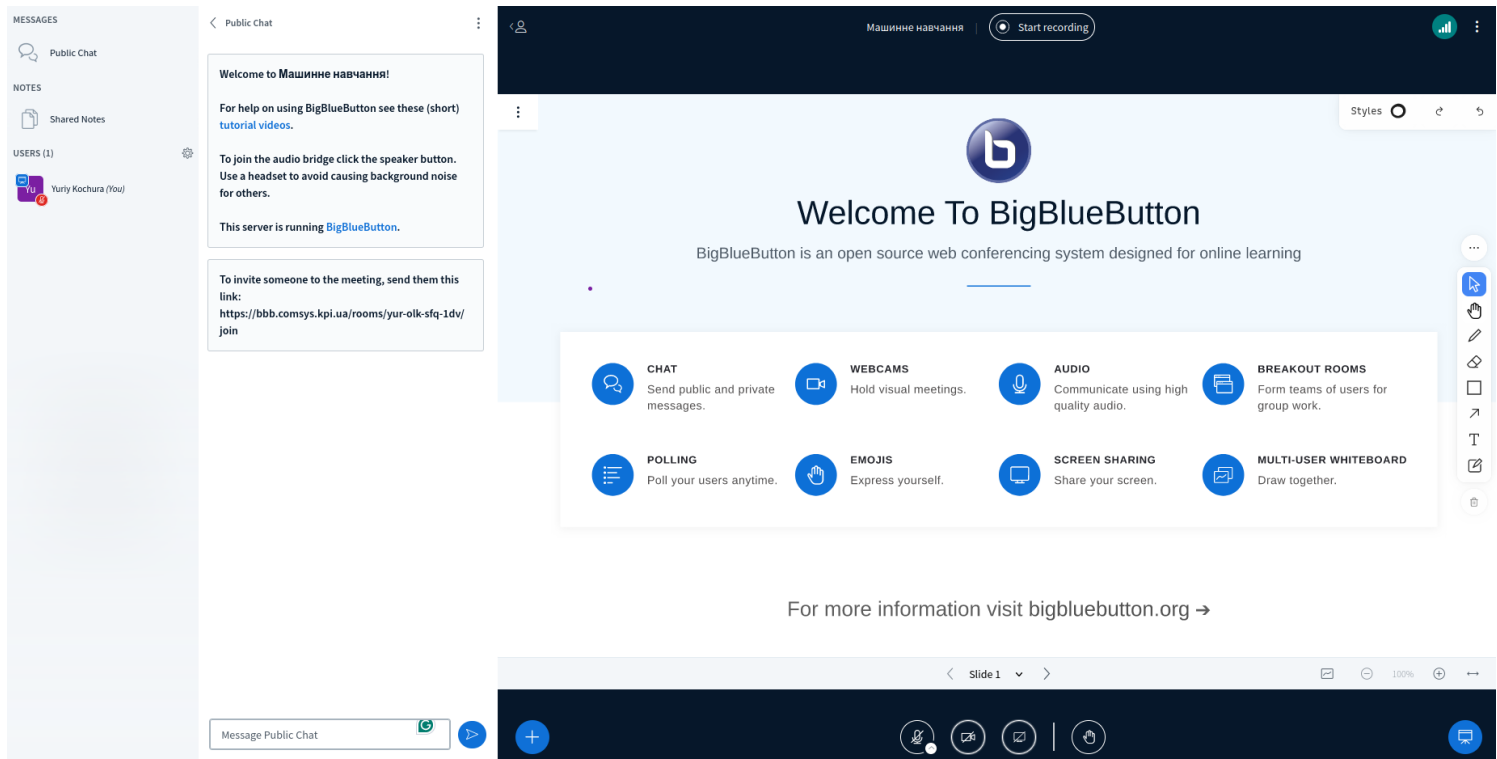 MESSAGES
Public Chat
NOTES
Shared Notes
USERS (1)
Yu
Yuriy Kochura (You)
Public Chat
Welcome to Машинне навчання!
For help on using BigBlueButton see these (short)
tutorial videos.
To join the audio bridge click the speaker button.
Use a headset to avoid causing background noise
for others.
This server is running BigBlueButton.
To invite someone to the meeting, send them this
link:
https://bbb.comsys.kpi.ua/rooms/yur-olk-sfq-1dv/
join
Message Public Chat
Машинне навчання
Start recording
Styles
Welcome To BigBlueButton
BigBlueButton is an open source web conferencing system designed for online learning
CHAT
Send public and private
messages.
WEBCAMS
Hold visual meetings.
AUDIO
Communicate using high
quality audio.
BREAKOUT ROOMS
Form teams of users for
group work.
POLLING
Poll your users anytime.
EMOJIS
Express yourself.
SCREEN SHARING
Share your screen.
MULTI-USER WHITEBOARD
Draw together.
For more information visit bigbluebutton.org ➔
Slide 1
100%